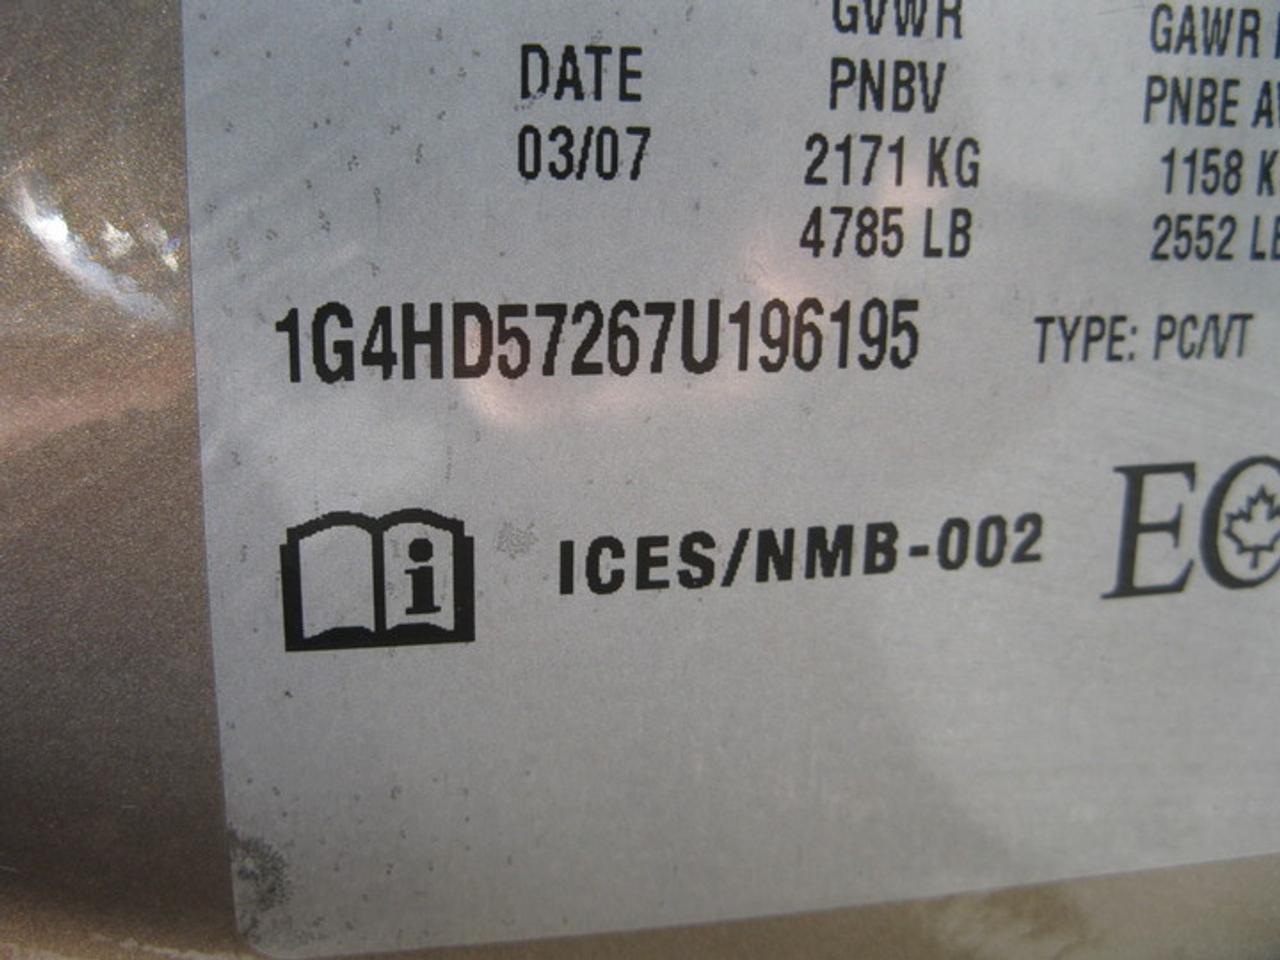 DATE
03/07
GVWR
PNBV
2171 KG
4785 LB
GAWR
PNBE
1158
2552
1G4HD57267U196195
TYPE: PC/VT
ICES/NMB-002